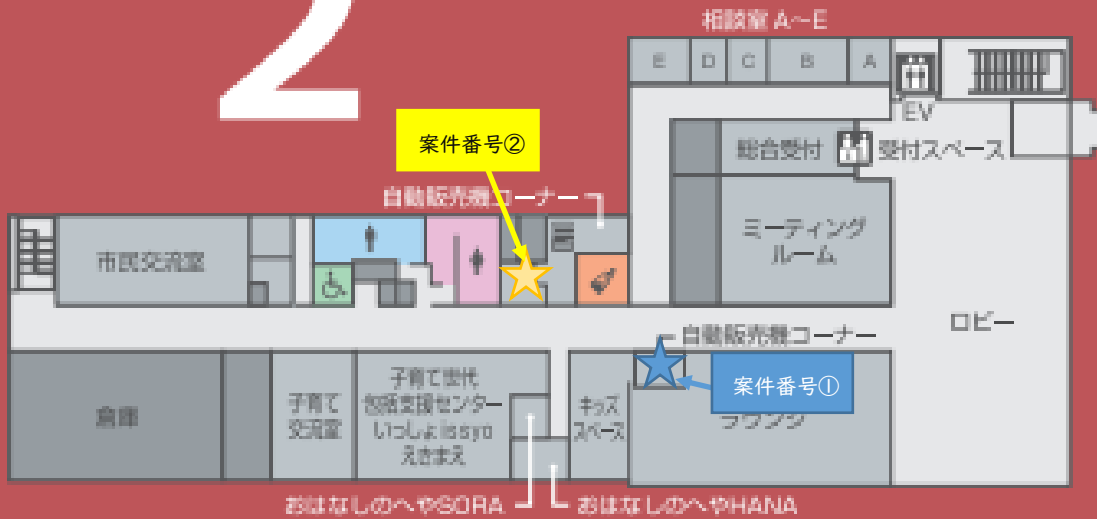 2
相談室 A～E
E
D
C
B
A
EV
案件番号②
総合受付
受付スペース
自動販売機コーナー
市民交流室
ミーティング
ルーム
ロビー
自動販売機コーナー
案件番号①
ラウンジ
倉庫
子育て
交流室
子育て世代
包括支援センター
いっしょissyo
えきまえ
キッズ
スペース
おはなしのへやSORA
おはなしのへやHANA